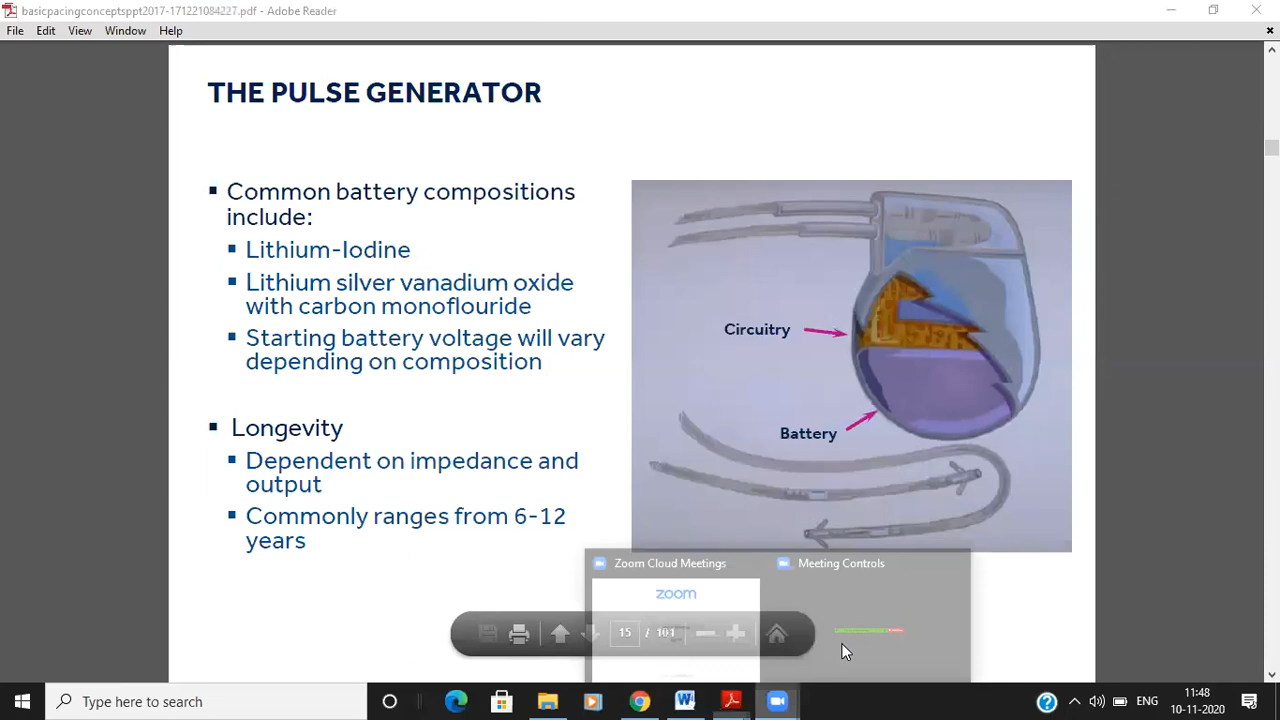 basicpacingconceptsppt2017-171221084227.pdf - Adobe Reader
File Edit View Window Help
THE PULSE GENERATOR
Common battery compositions
include:
Lithium-Iodine
Lithium silver vanadium oxide
with carbon monoflouride
Starting battery voltage will vary
depending on composition
Longevity
Dependent on impedance and
output
Commonly ranges from 6-12
years
Circuitry
Battery
Zoom Cloud Meetings
Meeting Controls
zoom
15 / 101
Type here to search
ENG
11:48
10-11-2020